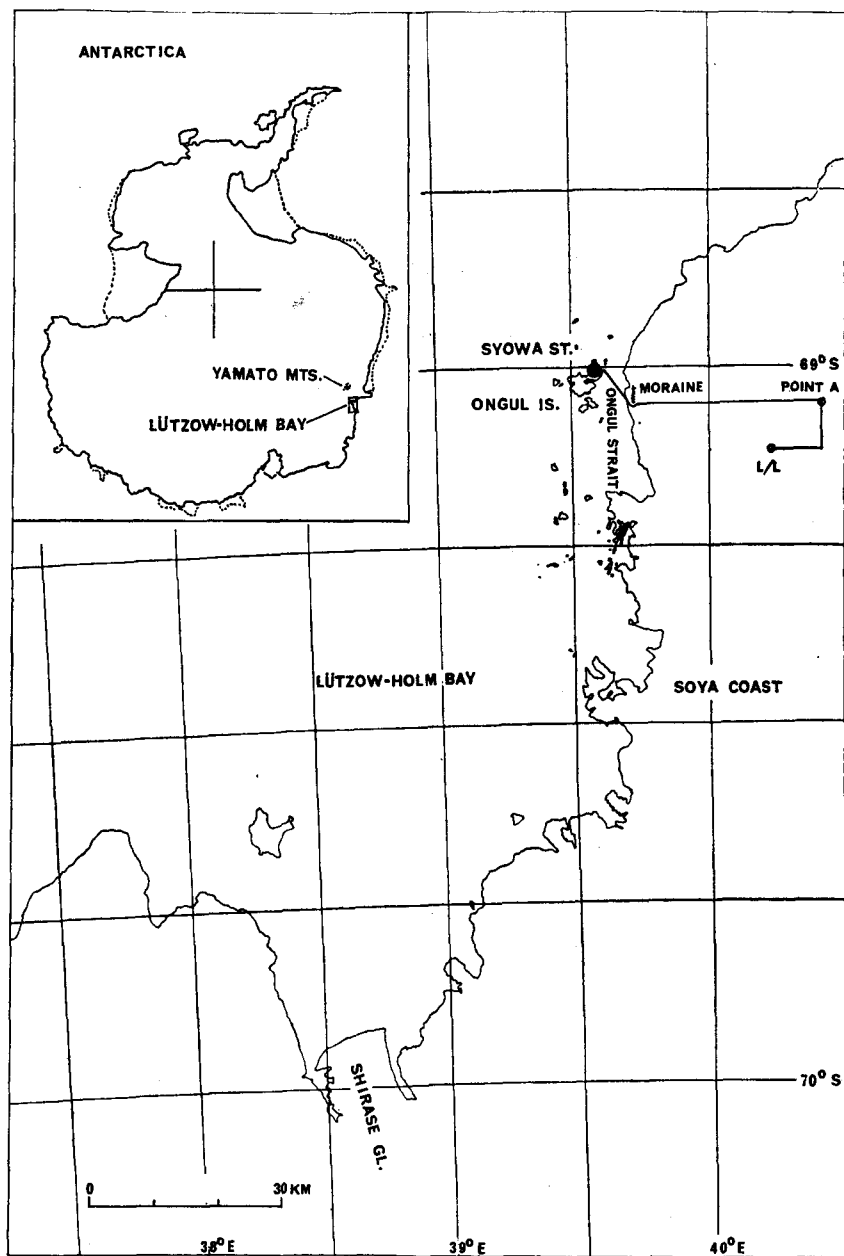 ANTARCTICA
YAMATO MTS.
LÜTZOW-HOLM BAY
SYOWA ST.
69° S
MORAINE
POINT A
ONGUL IS.
ONGUL STRAIT
L/L
LÜTZOW-HOLM BAY
SOYA COAST
SHIRASE GL.
70° S
0 30 KM
38°E 39°E 40°E